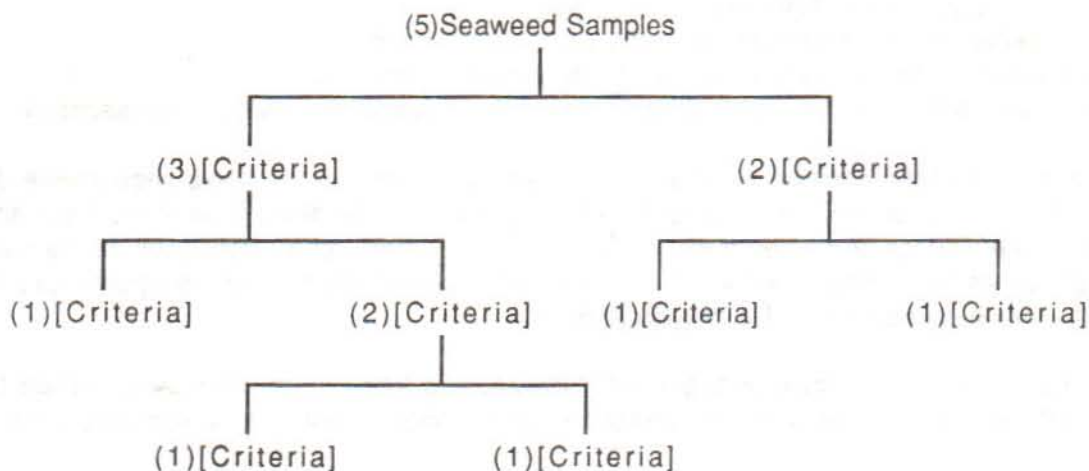 (5)Seaweed Samples
(3)[Criteria] (2)[Criteria]
(1)[Criteria] (2)[Criteria] (1)[Criteria] (1)[Criteria]
(1)[Criteria] (1)[Criteria]